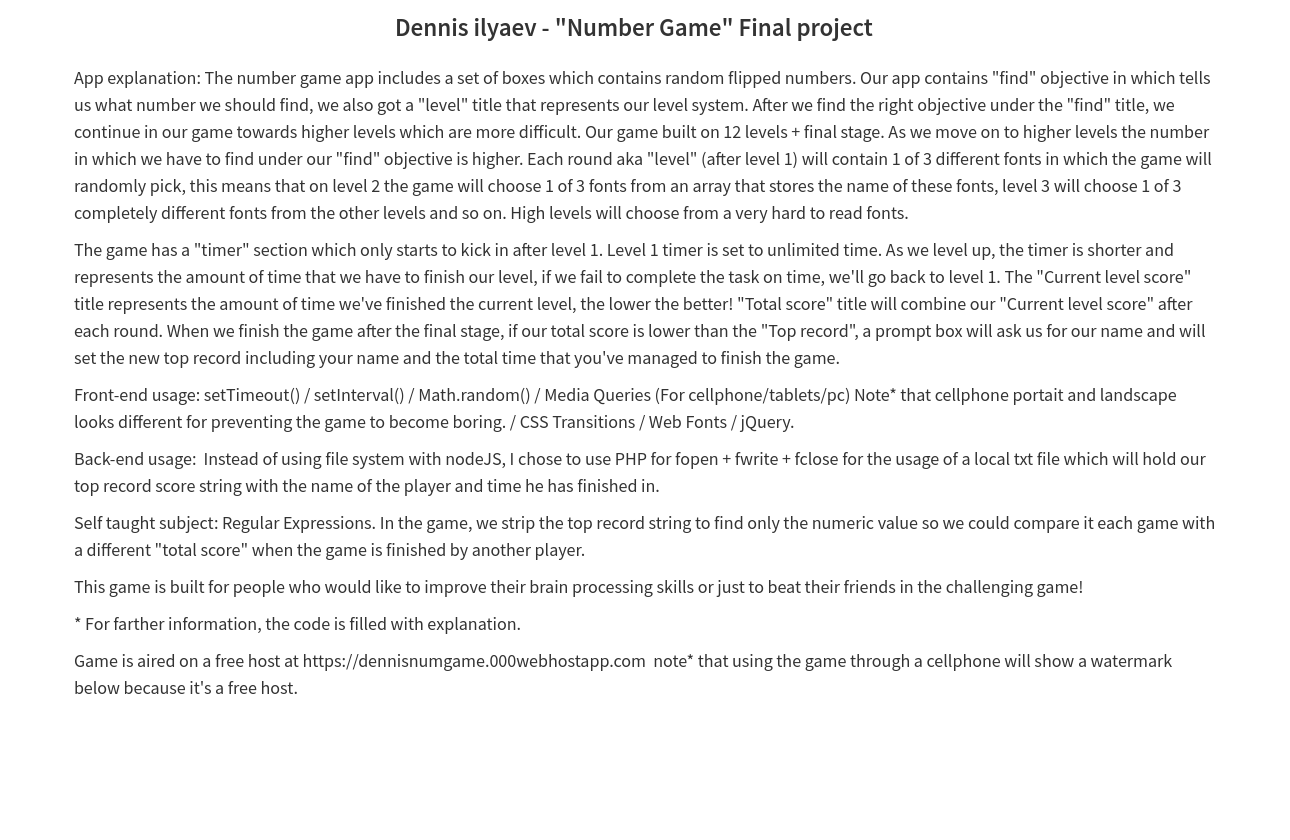 Dennis ilyaev - "Number Game" Final project
App explanation: The number game app includes a set of boxes which contains random flipped numbers. Our app contains "find" objective in which tells
us what number we should find, we also got a "level" title that represents our level system. After we find the right objective under the "find" title, we
continue in our game towards higher levels which are more difficult. Our game built on 12 levels + final stage. As we move on to higher levels the number
in which we have to find under our "find" objective is higher. Each round aka "level" (after level 1) will contain 1 of 3 different fonts in which the game will
randomly pick, this means that on level 2 the game will choose 1 of 3 fonts from an array that stores the name of these fonts, level 3 will choose 1 of 3
completely different fonts from the other levels and so on. High levels will choose from a very hard to read fonts.
The game has a "timer" section which only starts to kick in after level 1. Level 1 timer is set to unlimited time. As we level up, the timer is shorter and
represents the amount of time that we have to finish our level, if we fail to complete the task on time, we'll go back to level 1. The "Current level score"
title represents the amount of time we've finished the current level, the lower the better! "Total score" title will combine our "Current level score" after
each round. When we finish the game after the final stage, if our total score is lower than the "Top record", a prompt box will ask us for our name and will
set the new top record including your name and the total time that you've managed to finish the game.
Front-end usage: setTimeout() / setInterval() / Math.random() / Media Queries (For cellphone/tablets/pc) Note* that cellphone portait and landscape
looks different for preventing the game to become boring. / CSS Transitions / Web Fonts / jQuery.
Back-end usage:  Instead of using file system with nodeJS, I chose to use PHP for fopen + fwrite + fclose for the usage of a local txt file which will hold our
top record score string with the name of the player and time he has finished in.
Self taught subject: Regular Expressions. In the game, we strip the top record string to find only the numeric value so we could compare it each game with
a different "total score" when the game is finished by another player.
This game is built for people who would like to improve their brain processing skills or just to beat their friends in the challenging game!
* For farther information, the code is filled with explanation.
Game is aired on a free host at https://dennisnumgame.000webhostapp.com  note* that using the game through a cellphone will show a watermark
below because it's a free host.